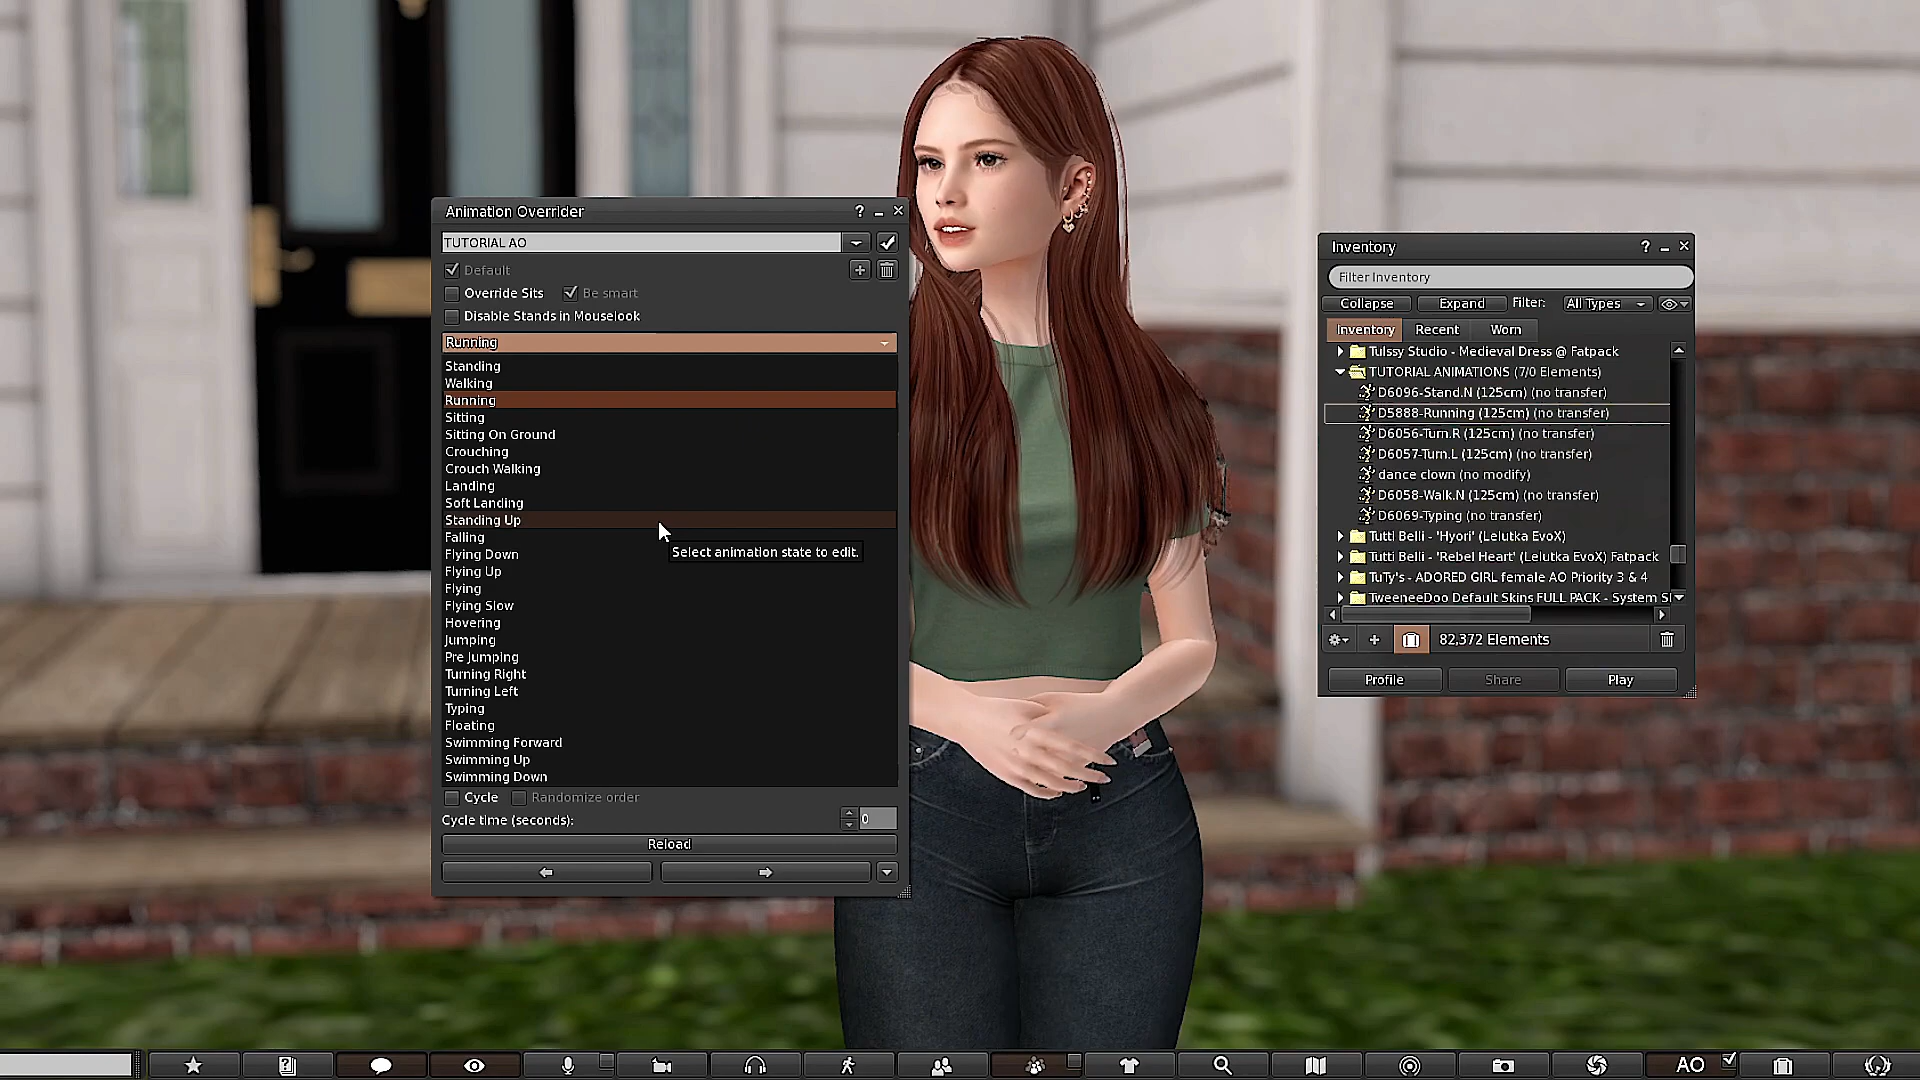 Animation Overrider
?
TUTORIAL AO
Default
Override Sits
Be smart
Disable Stands in Mouselook
Running
Standing
Walking
Running
Sitting
Sitting On Ground
Crouching
Crouch Walking
Landing
Soft Landing
Standing Up
Select animation state to edit.
Falling
Flying Down
Flying Up
Flying
Flying Slow
Hovering
Jumping
Pre Jumping
Turning Right
Turning Left
Typing
Floating
Swimming Forward
Swimming Up
Swimming Down
Cycle
Randomize order
Cycle time (seconds):
0
Reload
Inventory
?
Filter Inventory
Collapse
Expand
Filter:
All Types
Inventory
Recent
Worn
Tulssy Studio - Medieval Dress @ Fatpack
TUTORIAL ANIMATIONS (7/0 Elements)
D6096-Stand.N (125cm) (no transfer)
D5888-Running (125cm) (no transfer)
D6056-Turn.R (125cm) (no transfer)
D6057-Turn.L (125cm) (no transfer)
dance clown (no modify)
D6058-Walk.N (125cm) (no transfer)
D6069-Typing (no transfer)
Tutti Belli - 'Hyori' (Lelutka EvoX)
Tutti Belli - 'Rebel Heart' (Lelutka EvoX) Fatpack
TuTy's - ADORED GIRL female AO Priority 3 & 4
TweeneeDoo Default Skins FULL PACK - System S
82,372 Elements
Profile
Share
Play
AO